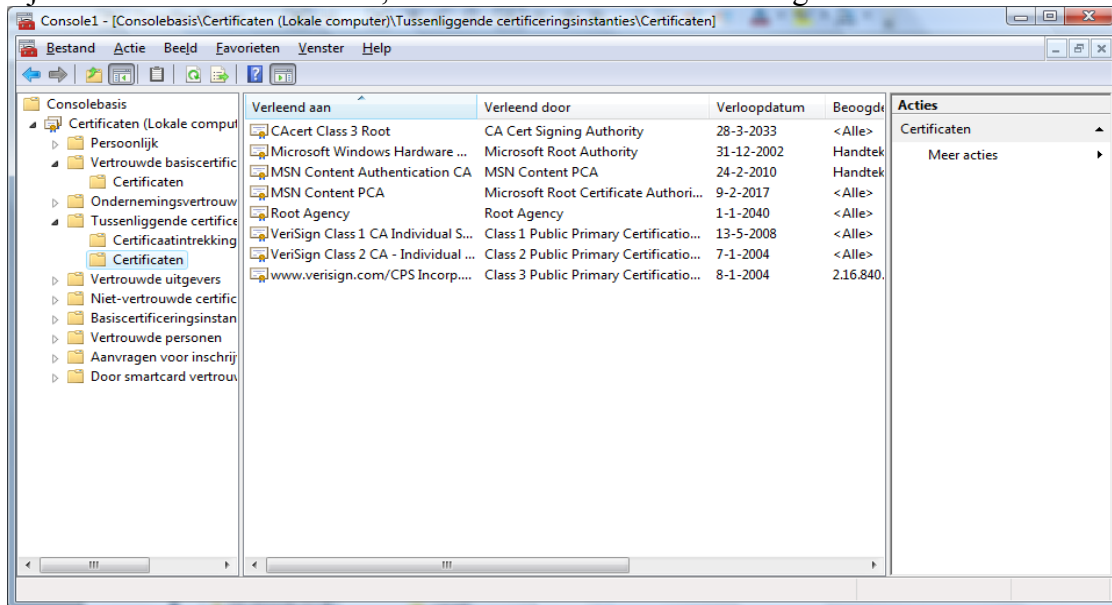 Console1 - [Consolebasis\Certificaten (Lokale computer)\Tussenliggende certificeringsinstanties\Certificaten]
Bestand Actie Beeld Favorieten Venster Help
Consolebasis
Certificaten (Lokale comput
Persoonlijk
Vertrouwde basiscertific
Certificaten
Ondernemingsvertrouw
Tussenliggende certifice
Certificaatintrekking
Certificaten
Vertrouwde uitgevers
Niet-vertrouwde certific
Basiscertificeringsinstan
Vertrouwde personen
Aanvragen voor inschrij
Door smartcard vertrouw
Verleend aan Verleend door Verloopdatum Beoogde
CAcert Class 3 Root CA Cert Signing Authority 28-3-2033 <Alle>
Microsoft Windows Hardware ... Microsoft Root Authority 31-12-2002 Handtek
MSN Content Authentication CA MSN Content PCA 24-2-2010 Handtek
MSN Content PCA Microsoft Root Certificate Authori... 9-2-2017 <Alle>
Root Agency Root Agency 1-1-2040 <Alle>
VeriSign Class 1 CA Individual S... Class 1 Public Primary Certificatio... 13-5-2008 <Alle>
VeriSign Class 2 CA - Individual ... Class 2 Public Primary Certificatio... 7-1-2004 <Alle>
www.verisign.com/CPS Incorp.... Class 3 Public Primary Certificatio... 8-1-2004 2.16.840.
Acties
Certificaten
Meer acties